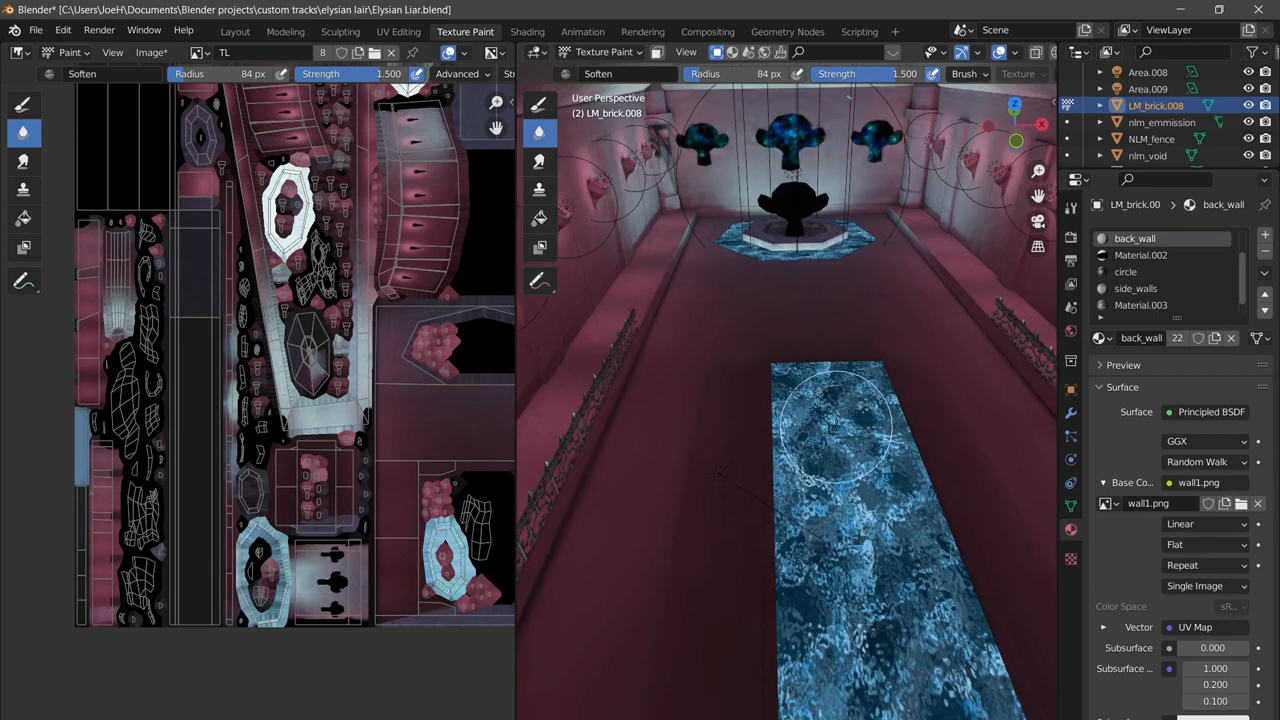 Blender* [C:\Users\JoeH\Documents\Blender projects\custom tracks\elysian lair\Elysian Liar.blend]
File Edit Render Window Help Layout Modeling Sculpting UV Editing Texture Paint Shading Animation Rendering Compositing Geometry Nodes Scripting + Scene ViewLayer
Paint View Image* TL 8 Texture Paint View
Soften Radius 84 px Strength 1.500 Advanced Soften Radius 84 px Strength 1.500 Brush Texture
User Perspective
(2) LM_brick.008
Z
X
Area.008
Area.009
LM_brick.008
nlm_emmission
NLM_fence
nlm_void
LM_brick.00 > back_wall
back_wall
Material.002
circle
side_walls
Material.003
back_wall 22
Preview
Surface
Surface Principled BSDF
GGX
Random Walk
Base Co... wall1.png
wall1.png
Linear
Flat
Repeat
Single Image
Color Space sR...
Vector UV Map
Subsurface 0.000
Subsurface ... 1.000
0.200
0.100